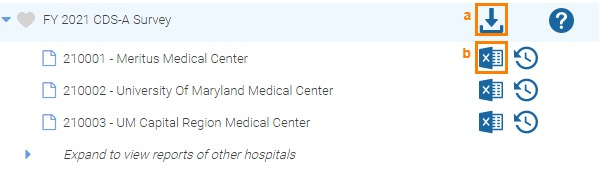 FY 2021 CDS-A Survey a
210001 - Meritus Medical Center b
210002 - University Of Maryland Medical Center
210003 - UM Capital Region Medical Center
Expand to view reports of other hospitals